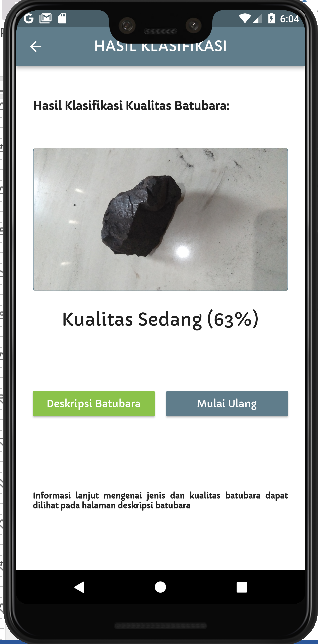 6:04
HASIL KLASIFIKASI
Hasil Klasifikasi Kualitas Batubara:
Kualitas Sedang (63%)
Deskripsi Batubara
Mulai Ulang
Informasi lanjut mengenai jenis dan kualitas batubara dapat
dilihat pada halaman deskripsi batubara